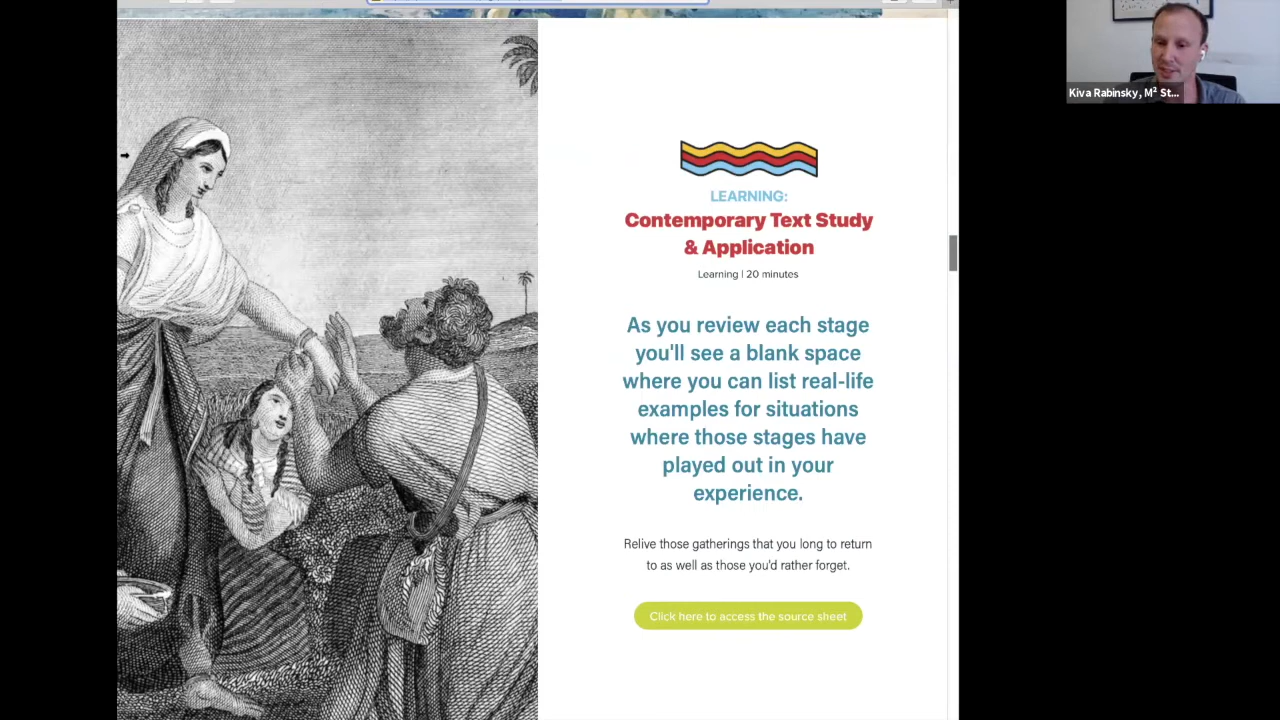 Kiva Rabinsky, M² St...
LEARNING:
Contemporary Text Study
& Application
Learning | 20 minutes
As you review each stage
you'll see a blank space
where you can list real-life
examples for situations
where those stages have
played out in your
experience.
Relive those gatherings that you long to return
to as well as those you'd rather forget.
Click here to access the source sheet